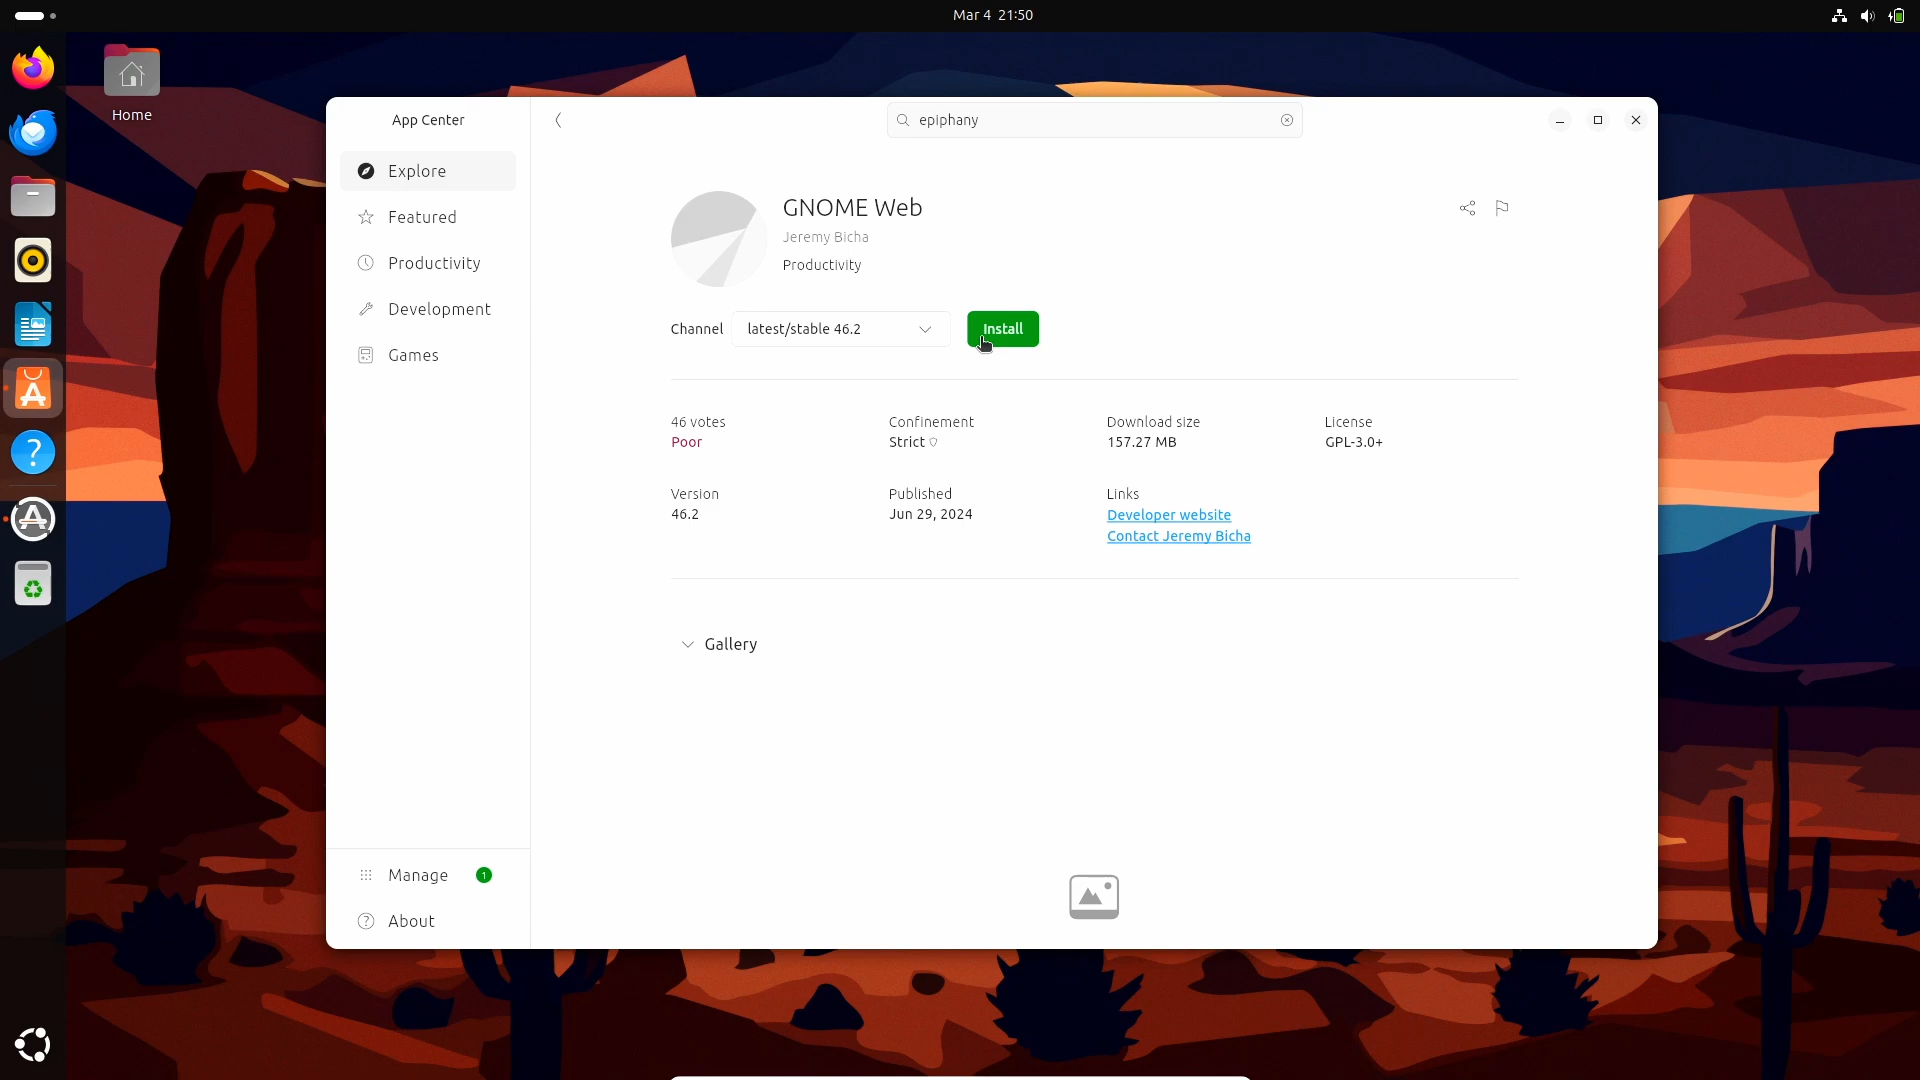 Mar 4 21:50
Home
App Center
epiphany
Explore
Featured
Productivity
Development
Games
GNOME Web
Jeremy Bicha
Productivity
Channel latest/stable 46.2 Install
46 votes
Poor
Confinement
Strict
Download size
157.27 MB
License
GPL-3.0+
Version
46.2
Published
Jun 29, 2024
Links
Developer website
Contact Jeremy Bicha
Gallery
Manage 1
About